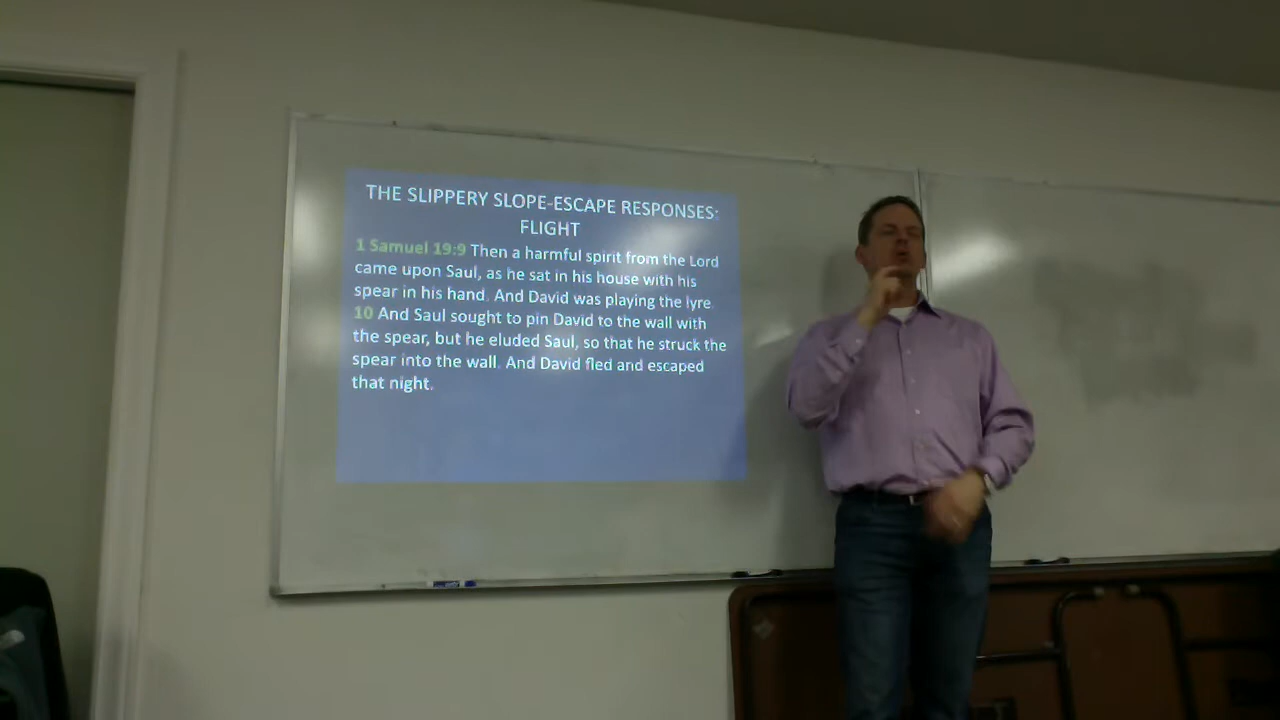 THE SLIPPERY SLOPE-ESCAPE RESPONSES:
FLIGHT
1 Samuel 19:9 Then a harmful spirit from the Lord
came upon Saul, as he sat in his house with his
spear in his hand. And David was playing the lyre.
10 And Saul sought to pin David to the wall with
the spear, but he eluded Saul, so that he struck the
spear into the wall. And David fled and escaped
that night.